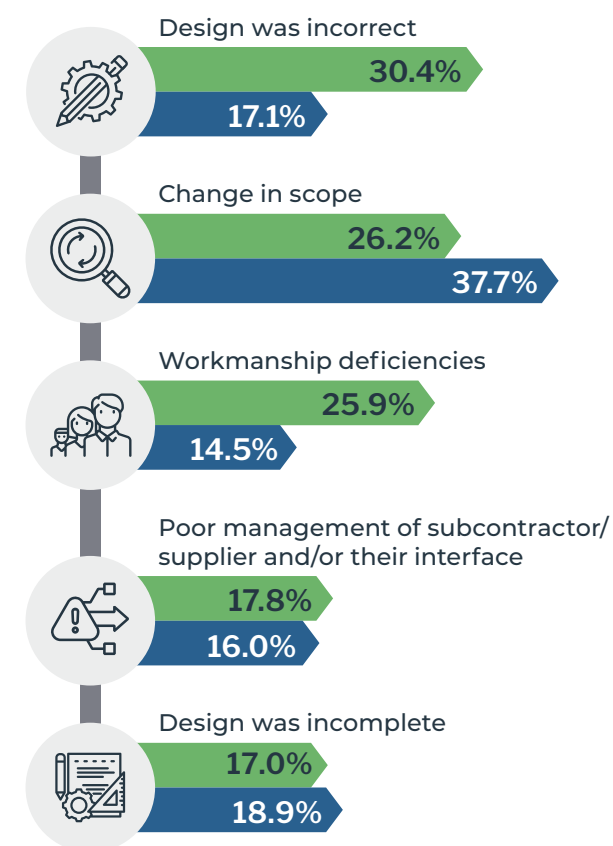 Design was incorrect
30.4%
17.1%
Change in scope
26.2%
37.7%
Workmanship deficiencies
25.9%
14.5%
Poor management of subcontractor/
supplier and/or their interface
17.8%
16.0%
Design was incomplete
17.0%
18.9%